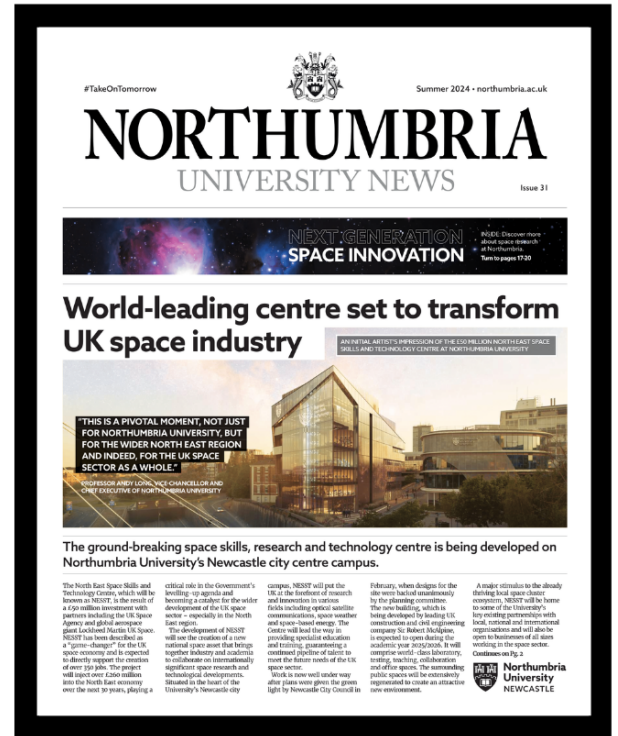 #TakeOnTomorrow
Summer 2024 • northumbria.ac.uk
NORTHUMBRIA
UNIVERSITY NEWS
Issue 31
NEXT GENERATION
SPACE INNOVATION
INSIDE: Discover more
about space research
at Northumbria.
Turn to pages 17-20
World-leading centre set to transform
UK space industry
AN INITIAL ARTIST'S IMPRESSION OF THE £50 MILLION NORTH EAST SPACE
SKILLS AND TECHNOLOGY CENTRE AT NORTHUMBRIA UNIVERSITY
"THIS IS A PIVOTAL MOMENT, NOT JUST
FOR NORTHUMBRIA UNIVERSITY, BUT
FOR THE WIDER NORTH EAST REGION
AND INDEED, FOR THE UK SPACE
SECTOR AS A WHOLE."
PROFESSOR ANDY LONG, VICE-CHANCELLOR AND
CHIEF EXECUTIVE OF NORTHUMBRIA UNIVERSITY
The ground-breaking space skills, research and technology centre is being developed on
Northumbria University's Newcastle city centre campus.
The North East Space Skills and
Technology Centre, which will be
known as NESST, is the result of
a £50 million investment with
partners including the UK Space
Agency and global aerospace
giant Lockheed Martin UK Space.
NESST has been described as
a "game-changer" for the UK
space economy and is expected
to directly support the creation
of over 350 jobs. The project
will inject over £260 million
into the North East economy
over the next 30 years, playing a
critical role in the Government's
levelling-up agenda and
becoming a catalyst for the wider
development of the UK space
sector – especially in the North
East region.
The development of NESST
will see the creation of a new
national space asset that brings
together industry and academia
to collaborate on internationally
significant space research and
technological developments.
Situated in the heart of the
University's Newcastle city
campus, NESST will put the
UK at the forefront of research
and innovation in various
fields including optical satellite
communications, space weather
and space-based energy. The
Centre will lead the way in
providing specialist education
and training, guaranteeing a
continued pipeline of talent to
meet the future needs of the UK
space sector.
Work is now well under way
after plans were given the green
light by Newcastle City Council in
February, when designs for the
site were backed unanimously
by the planning committee.
The new building, which is
being developed by leading UK
construction and civil engineering
company Sir Robert McAlpine,
is expected to open during the
academic year 2025/2026. It will
comprise world-class laboratory,
testing, teaching, collaboration
and office spaces. The surrounding
public spaces will be extensively
regenerated to create an attractive
new environment.
A major stimulus to the already
thriving local space cluster
ecosystem, NESST will be home
to some of the University's
key existing partnerships with
local, national and international
organisations and will also be
open to businesses of all sizes
working in the space sector.
Continues on Pg. 2
Northumbria
University
NEWCASTLE